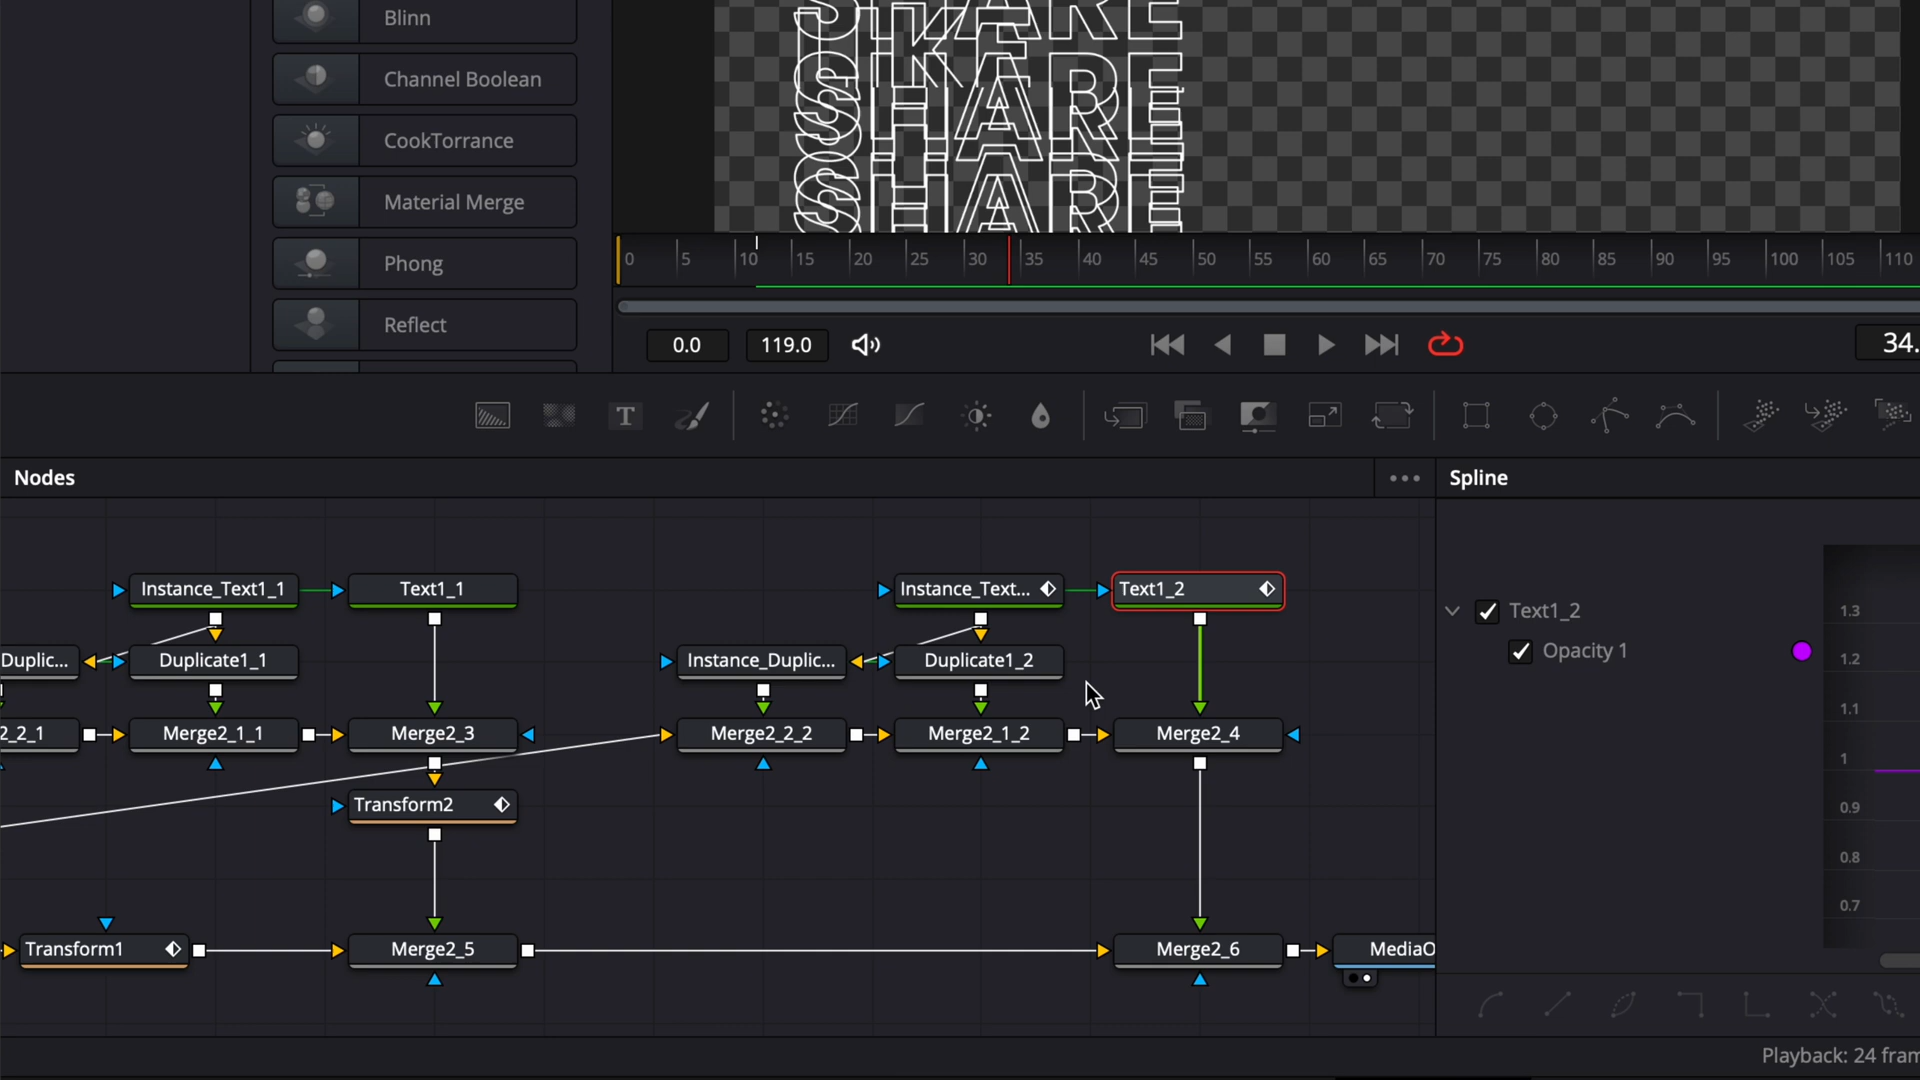 Blinn
Channel Boolean
CookTorrance
Material Merge
Phong
Reflect
SHARE
LIKE
SHARE
SHARE
0 5 10 15 20 25 30 35 40 45 50 55 60 65 70 75 80 85 90 95 100 105 110
0.0 119.0
34.
T
Nodes
Spline
Instance_Text1_1
Text1_1
Instance_Text...
Text1_2
Duplic...
Duplicate1_1
Instance_Duplic...
Duplicate1_2
2_2_1
Merge2_1_1
Merge2_3
Merge2_2_2
Merge2_1_2
Merge2_4
Transform2
Transform1
Merge2_5
Merge2_6
MediaO
Text1_2
Opacity 1
1.3
1.2
1.1
1
0.9
0.8
0.7
Playback: 24 fram